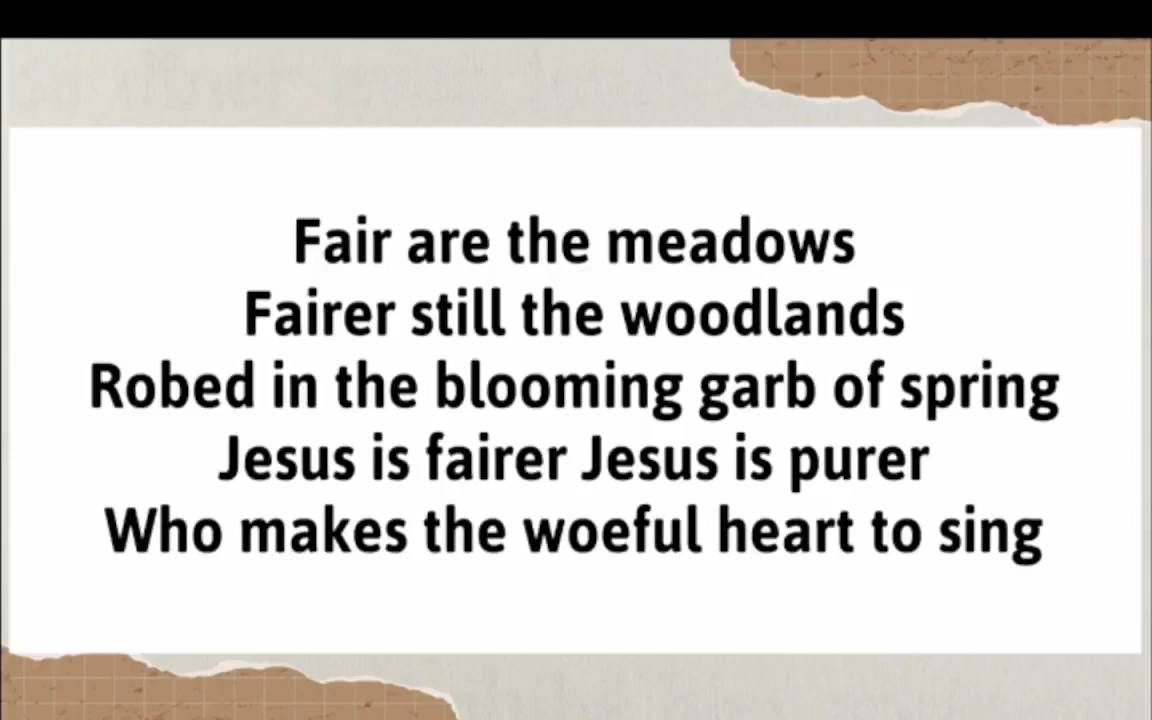 Fair are the meadows
Fairer still the woodlands
Robed in the blooming garb of spring
Jesus is fairer Jesus is purer
Who makes the woeful heart to sing